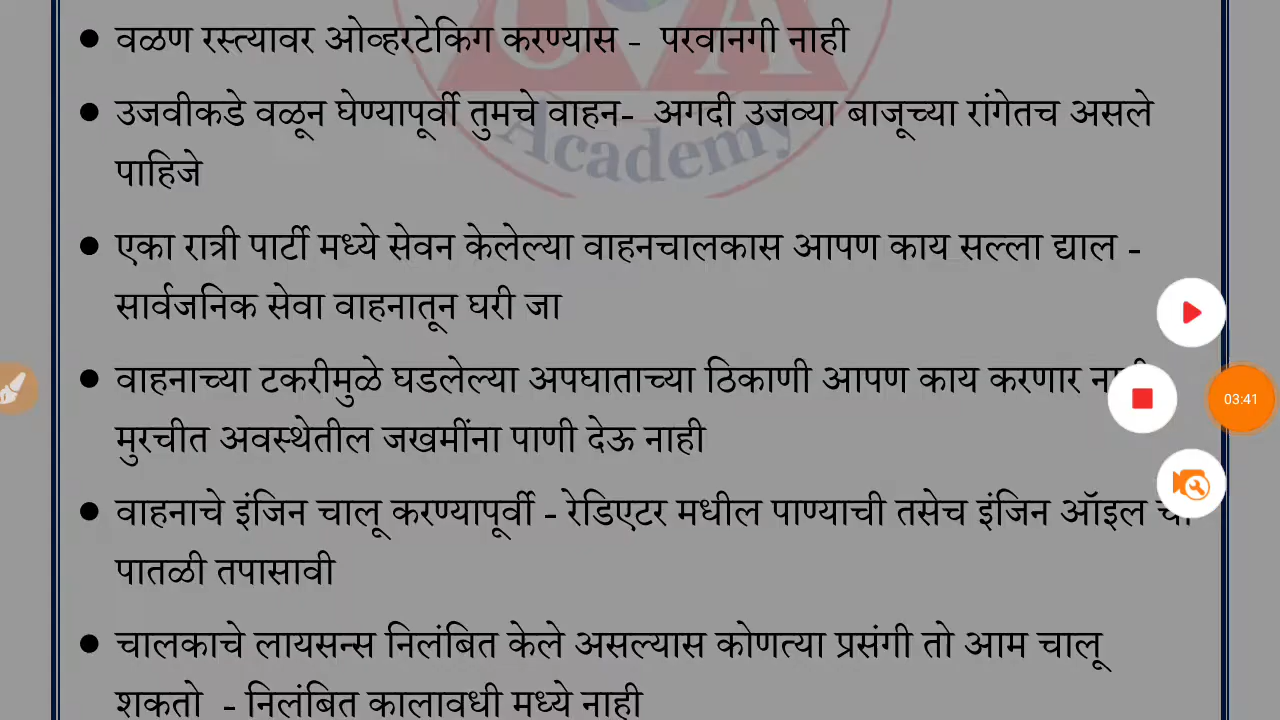 वळण रस्त्यावर ओव्हरटेकिग करण्यास - परवानगी नाही
उजवीकडे वळून घेण्यापूर्वी तुमचे वाहन- अगदी उजव्या बाजूच्या रांगेतच असले
पाहिजे
एका रात्री पार्टी मध्ये सेवन केलेल्या वाहनचालकास आपण काय सल्ला द्याल -
सार्वजनिक सेवा वाहनातून घरी जा
वाहनाच्या टकरीमुळे घडलेल्या अपघाताच्या ठिकाणी आपण काय करणार
मुरचीत अवस्थेतील जखमींना पाणी देऊ नाही
वाहनाचे इंजिन चालू करण्यापूर्वी - रेडिएटर मधील पाण्याची तसेच इंजिन ऑइल
पातळी तपासावी
चालकाचे लायसन्स निलंबित केले असल्यास कोणत्या प्रसंगी तो आम चालू
शकतो - निलंबित कालावधी मध्ये नाही
Academy
03:41